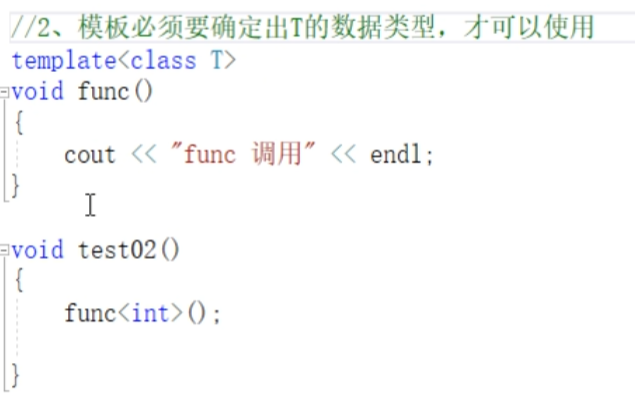 //2、模板必须要确定出T的数据类型，才可以使用
template<class T>
void func()
{
    cout << "func 调用" << endl;
}
void test02()
{
    func<int>();
}